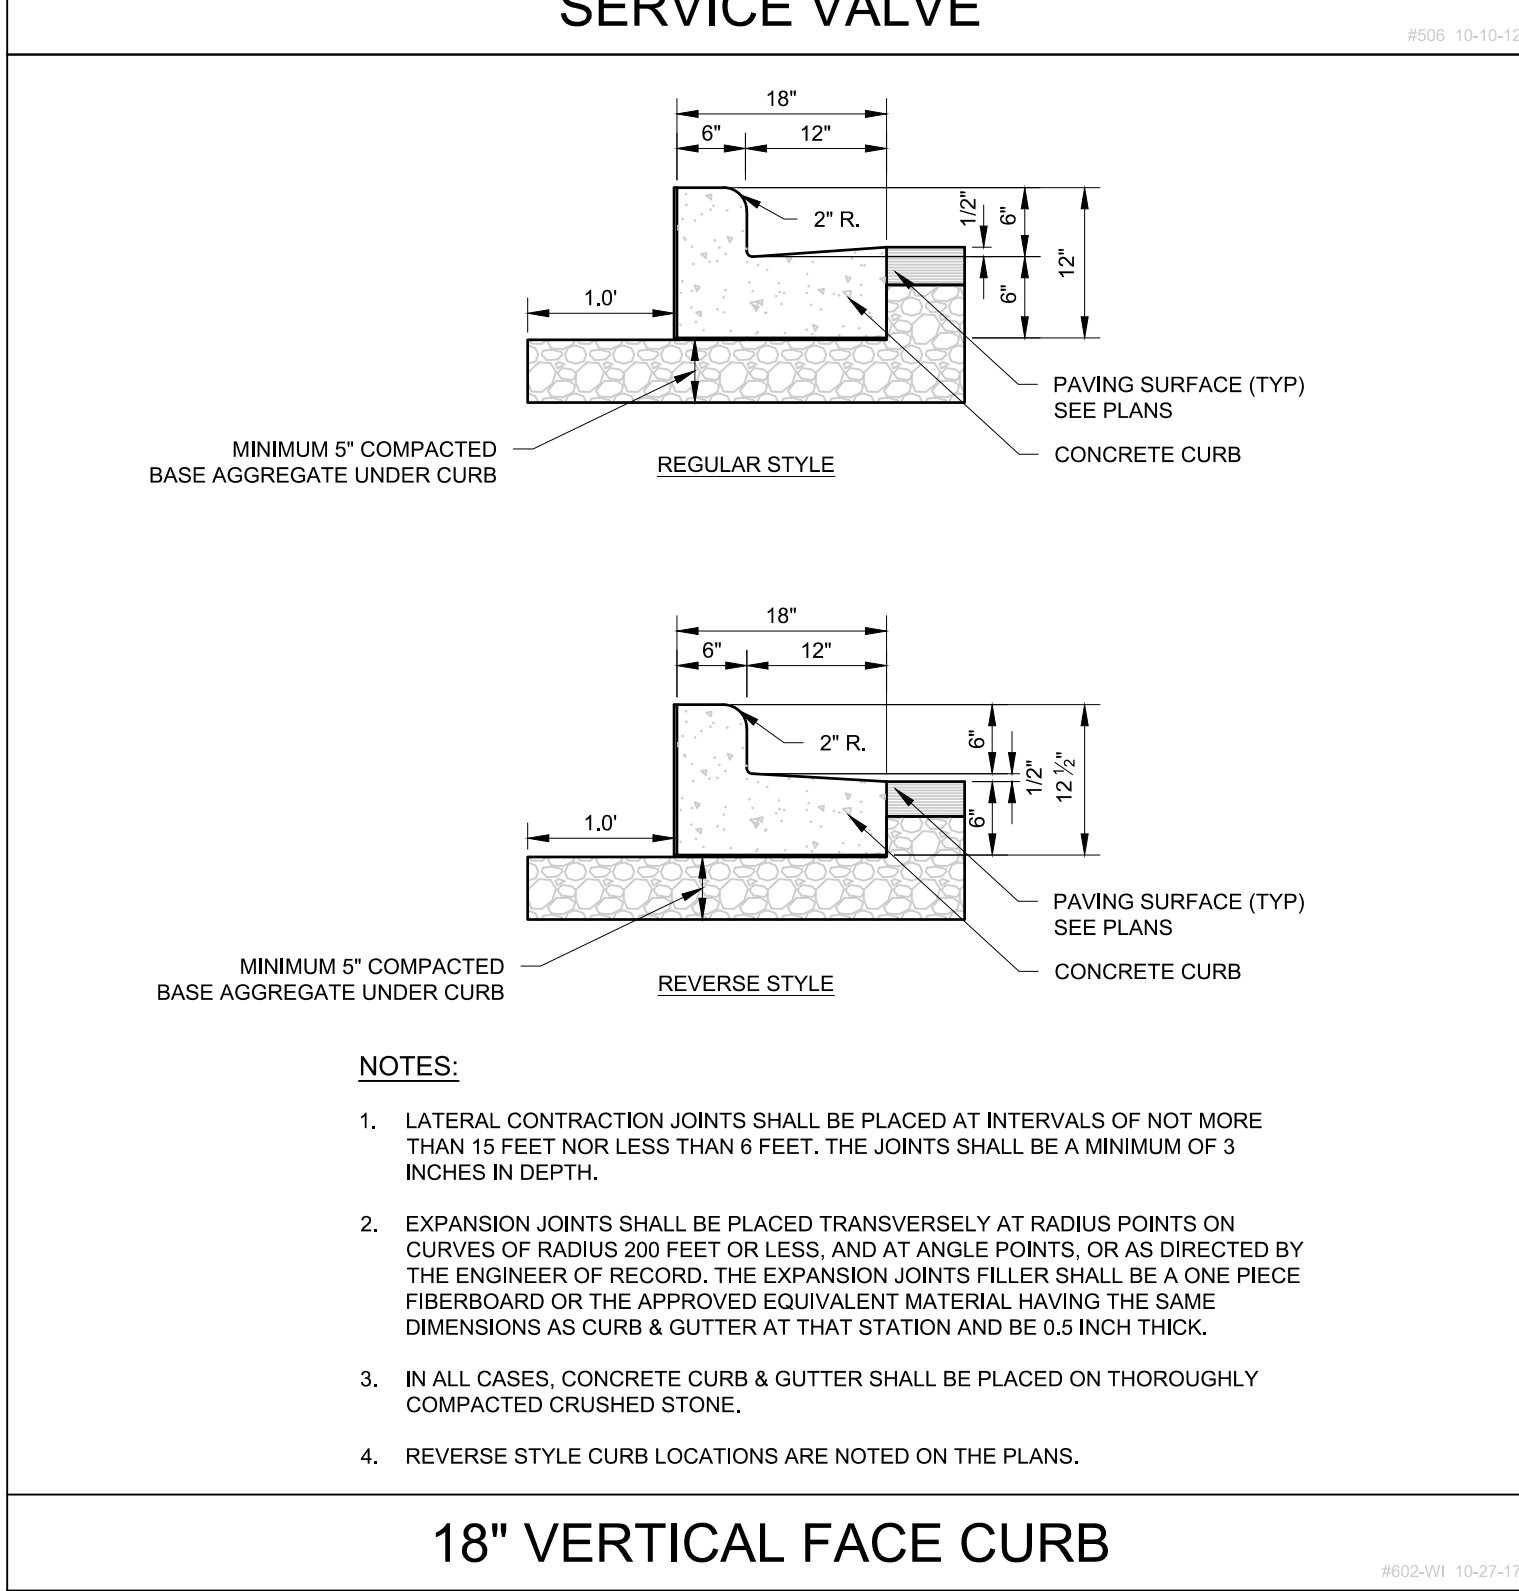 SERVICE VALVE
#506 10-10-12
18"
6"
12"
2" R.
1/2"
6"
12"
6"
1.0'
PAVING SURFACE (TYP)
SEE PLANS
CONCRETE CURB
MINIMUM 5" COMPACTED
BASE AGGREGATE UNDER CURB
REGULAR STYLE
18"
6"
12"
2" R.
6"
1/2"
12 ½"
6"
1.0'
PAVING SURFACE (TYP)
SEE PLANS
CONCRETE CURB
MINIMUM 5" COMPACTED
BASE AGGREGATE UNDER CURB
REVERSE STYLE
NOTES:
1. LATERAL CONTRACTION JOINTS SHALL BE PLACED AT INTERVALS OF NOT MORE
THAN 15 FEET NOR LESS THAN 6 FEET. THE JOINTS SHALL BE A MINIMUM OF 3
INCHES IN DEPTH.
2. EXPANSION JOINTS SHALL BE PLACED TRANSVERSELY AT RADIUS POINTS ON
CURVES OF RADIUS 200 FEET OR LESS, AND AT ANGLE POINTS, OR AS DIRECTED BY
THE ENGINEER OF RECORD. THE EXPANSION JOINTS FILLER SHALL BE A ONE PIECE
FIBERBOARD OR THE APPROVED EQUIVALENT MATERIAL HAVING THE SAME
DIMENSIONS AS CURB & GUTTER AT THAT STATION AND BE 0.5 INCH THICK.
3. IN ALL CASES, CONCRETE CURB & GUTTER SHALL BE PLACED ON THOROUGHLY
COMPACTED CRUSHED STONE.
4. REVERSE STYLE CURB LOCATIONS ARE NOTED ON THE PLANS.
18" VERTICAL FACE CURB
#602-WI 10-27-17